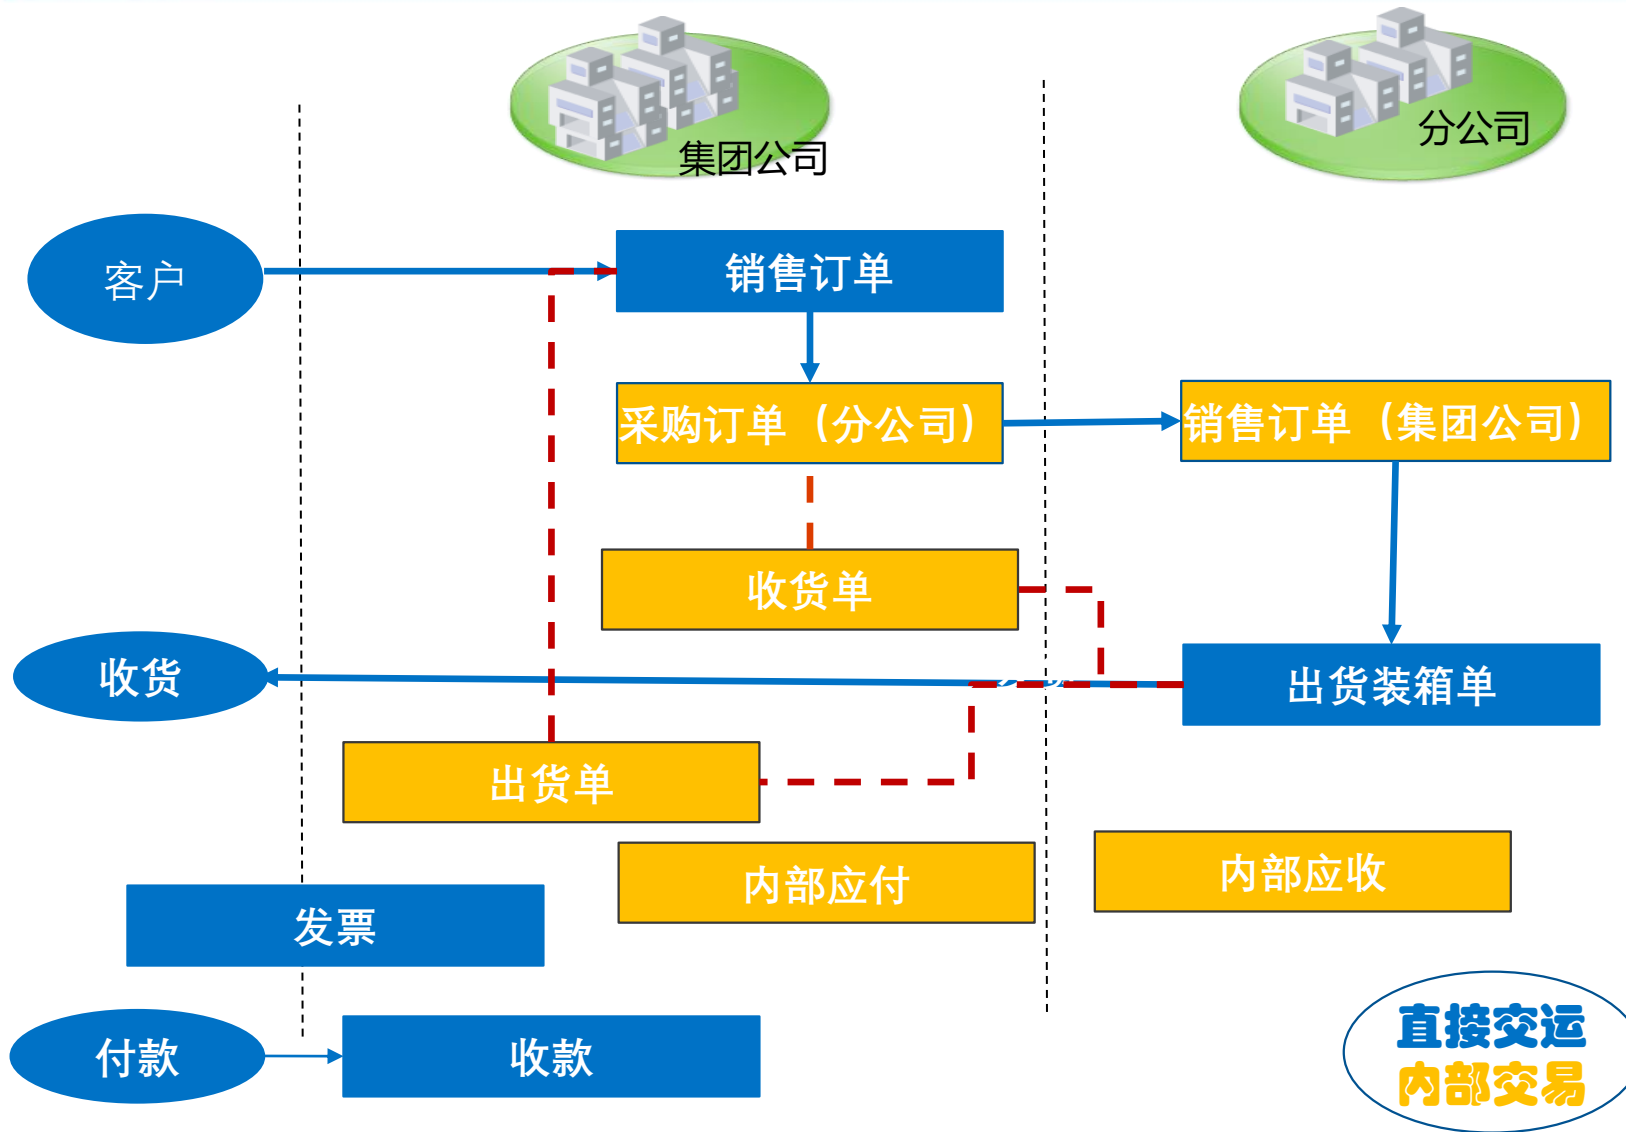 集团公司
分公司
客户
销售订单
采购订单（分公司）
销售订单（集团公司）
收货单
收货
出货装箱单
出货单
内部应付
内部应收
发票
付款
收款
直接交运
内部交易